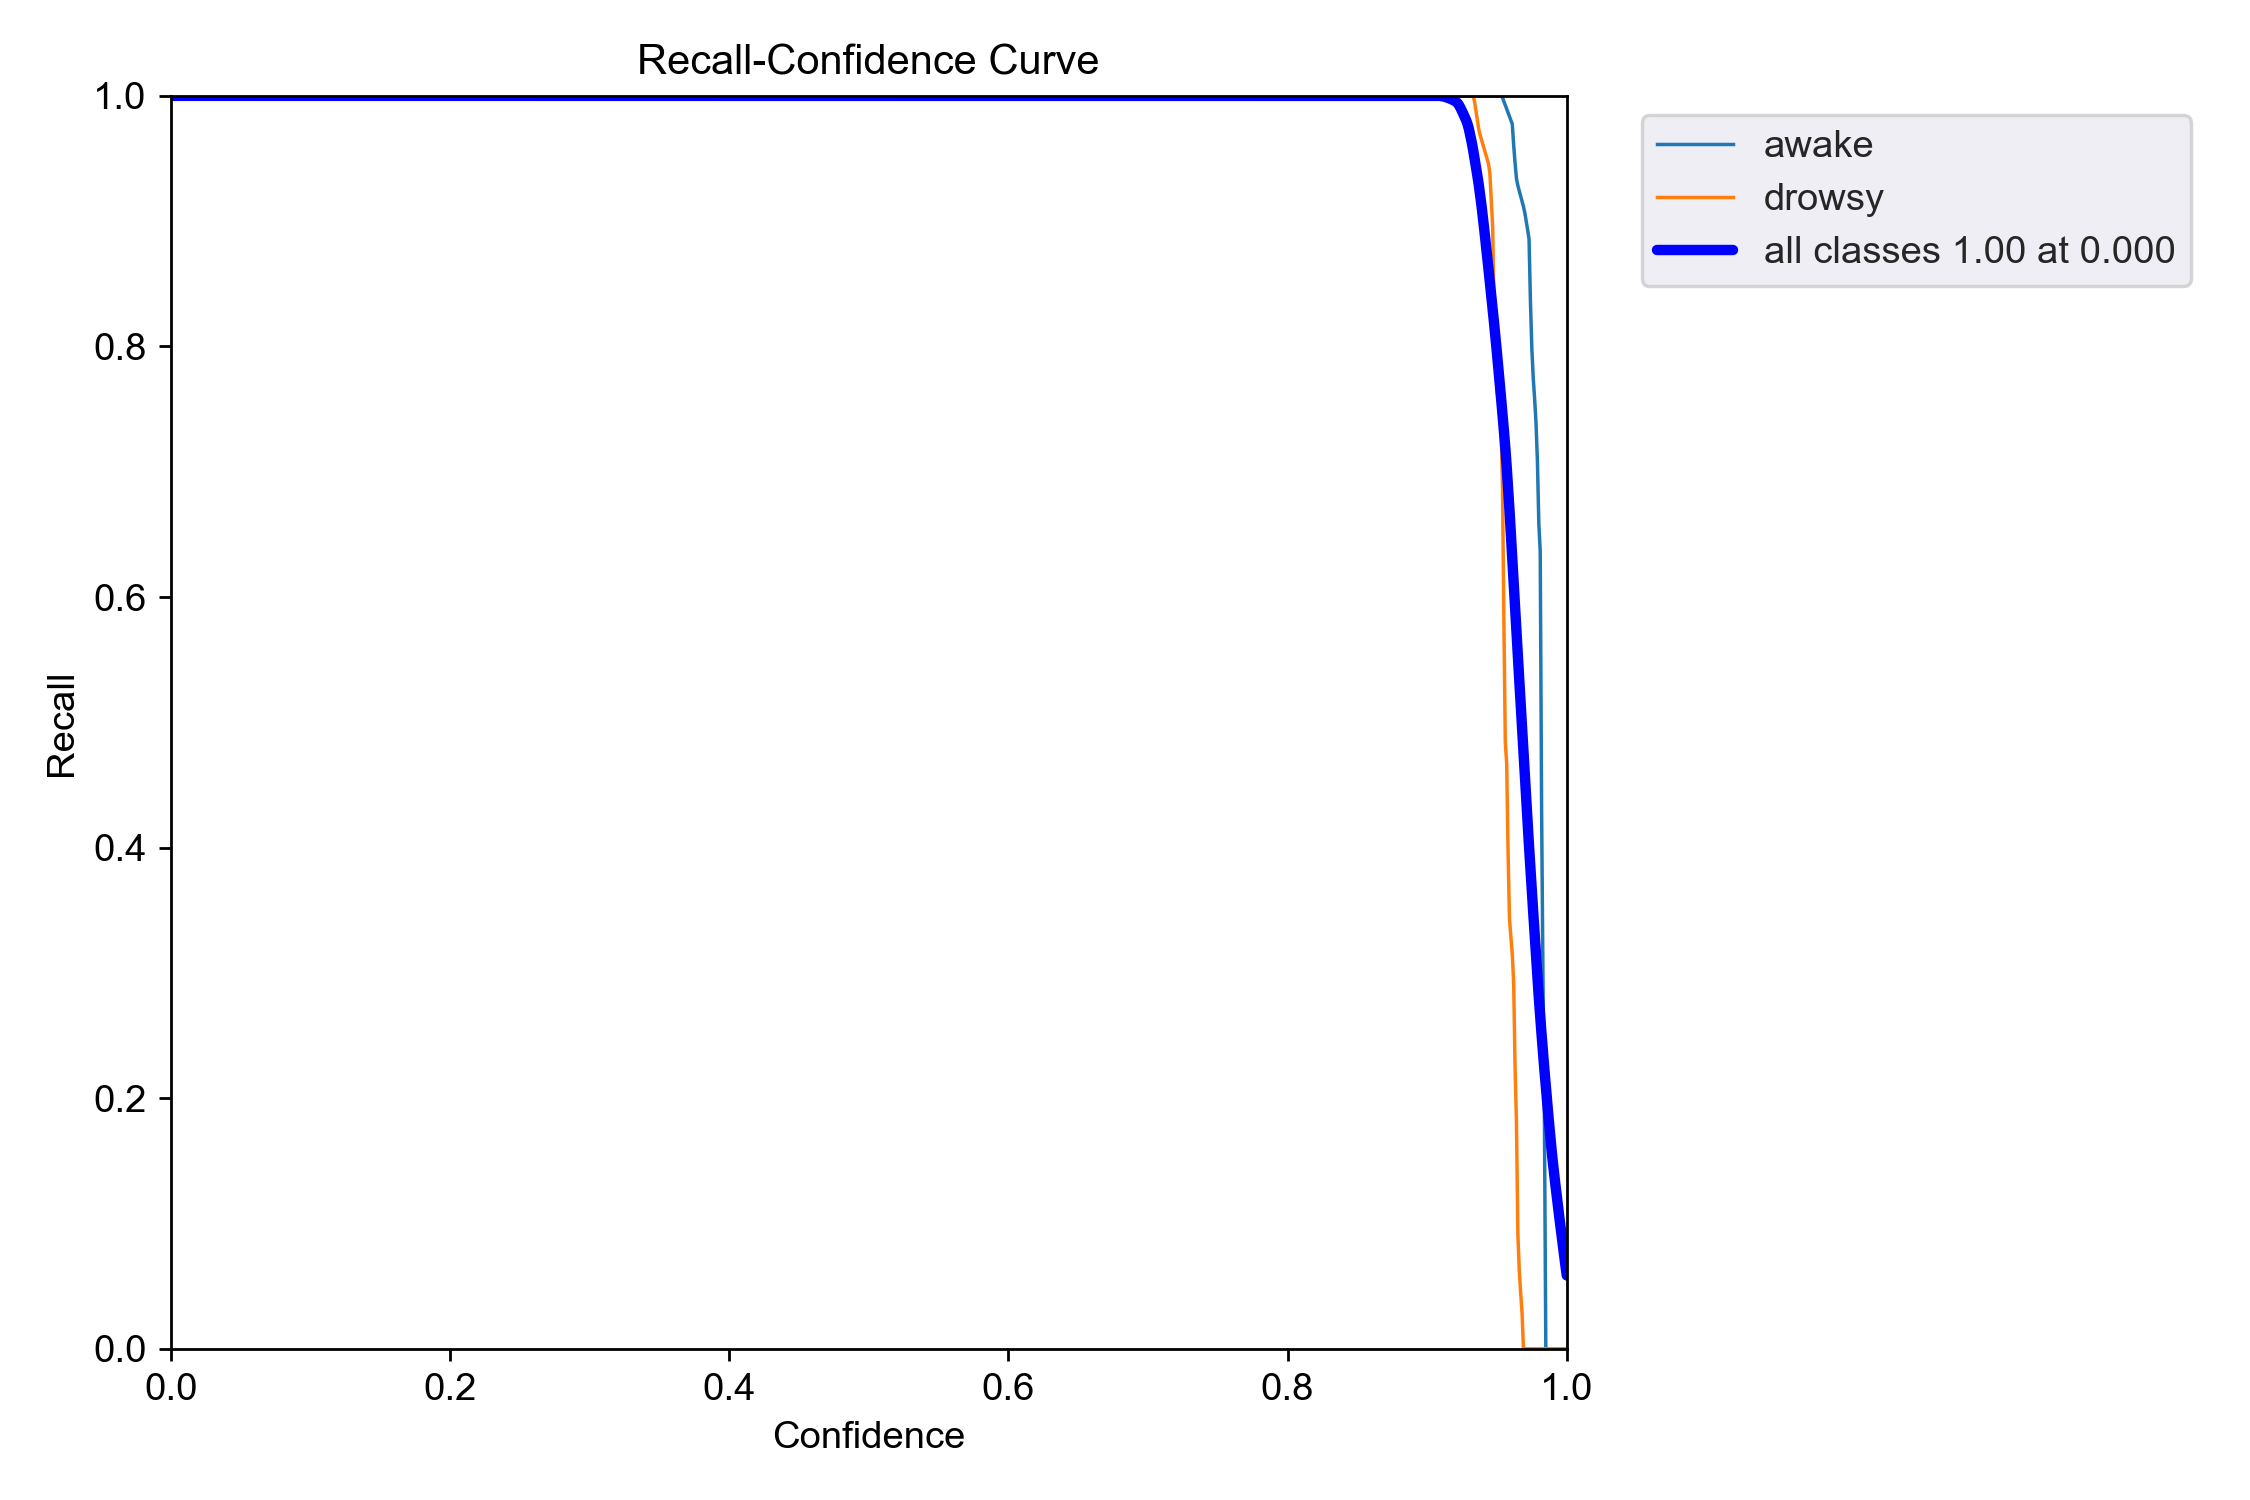 Recall-Confidence Curve
1.0
0.8
0.6
0.4
0.2
0.0
Recall
0.0 0.2 0.4 0.6 0.8 1.0
Confidence
awake
drowsy
all classes 1.00 at 0.000